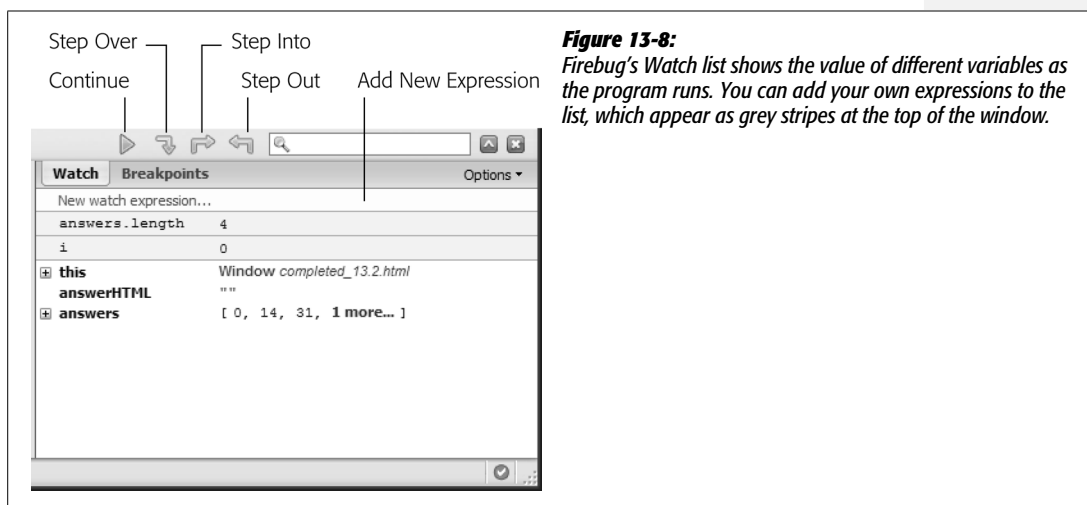 Step Over
Step Into
Continue
Step Out
Add New Expression
Figure 13-8:
Firebug's Watch list shows the value of different variables as
the program runs. You can add your own expressions to the
list, which appear as grey stripes at the top of the window.
Watch
Breakpoints
Options
New watch expression...
answers.length 4
i 0
this Window completed_13.2.html
answerHTML ""
answers [ 0, 14, 31, 1 more... ]